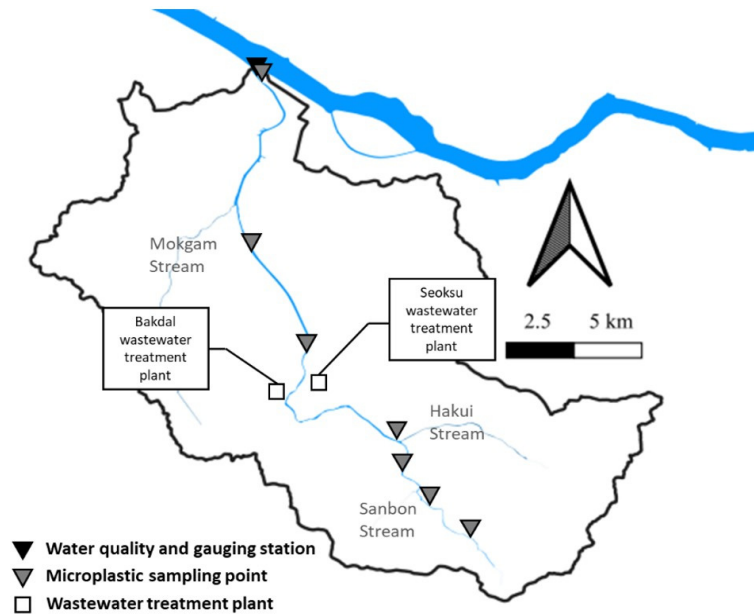 Mokgam
Stream
Bakdal
wastewater
treatment
plant
Seoksu
wastewater
treatment
plant
2.5 5 km
Hakui
Stream
Sanbon
Stream
Water quality and gauging station
Microplastic sampling point
Wastewater treatment plant